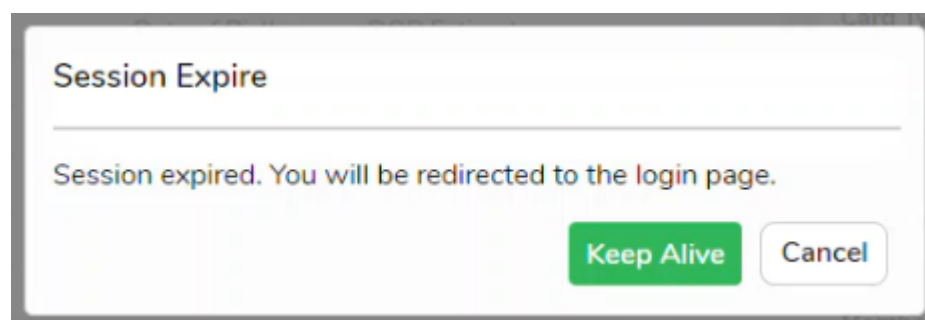 Session Expire
Session expired. You will be redirected to the login page.
Keep Alive
Cancel